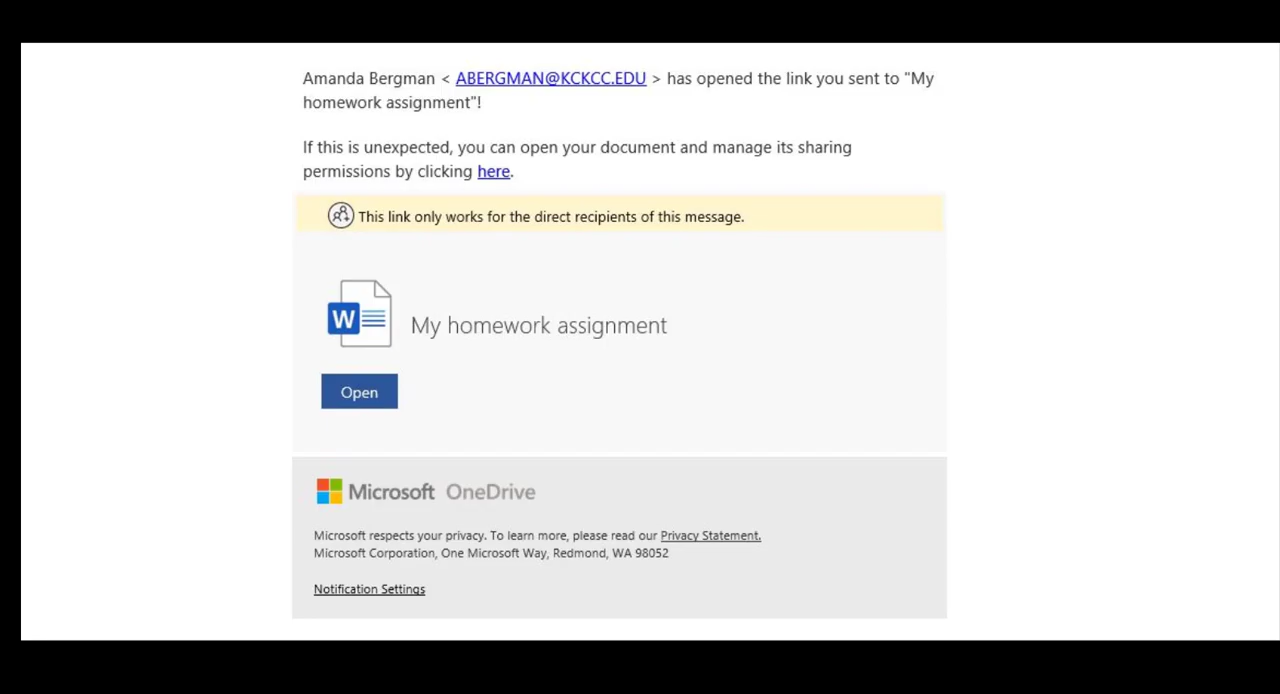 Amanda Bergman < ABERGMAN@KCKCC.EDU > has opened the link you sent to "My
homework assignment"!
If this is unexpected, you can open your document and manage its sharing
permissions by clicking here.
This link only works for the direct recipients of this message.
W
My homework assignment
Open
Microsoft OneDrive
Microsoft respects your privacy. To learn more, please read our Privacy Statement.
Microsoft Corporation, One Microsoft Way, Redmond, WA 98052
Notification Settings